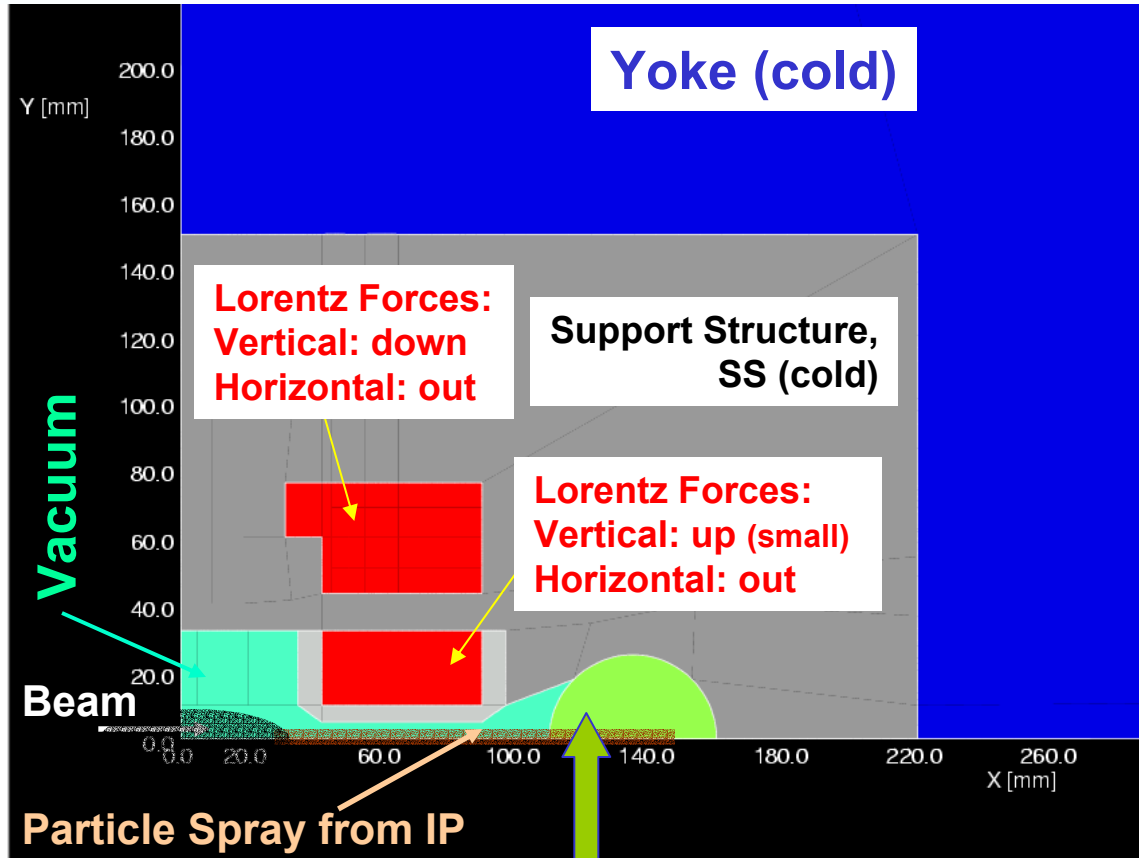 Yoke (cold)
200.0
Y [mm]
180.0
160.0
140.0
Lorentz Forces:
Vertical: down
Horizontal: out
Support Structure,
SS (cold)
120.0
100.0
80.0
Lorentz Forces:
Vertical: up (small)
Horizontal: out
60.0
Vacuum
40.0
20.0
Beam
0.0
0.0 20.0 60.0 100.0 140.0 180.0 220.0 260.0
X [mm]
Particle Spray from IP